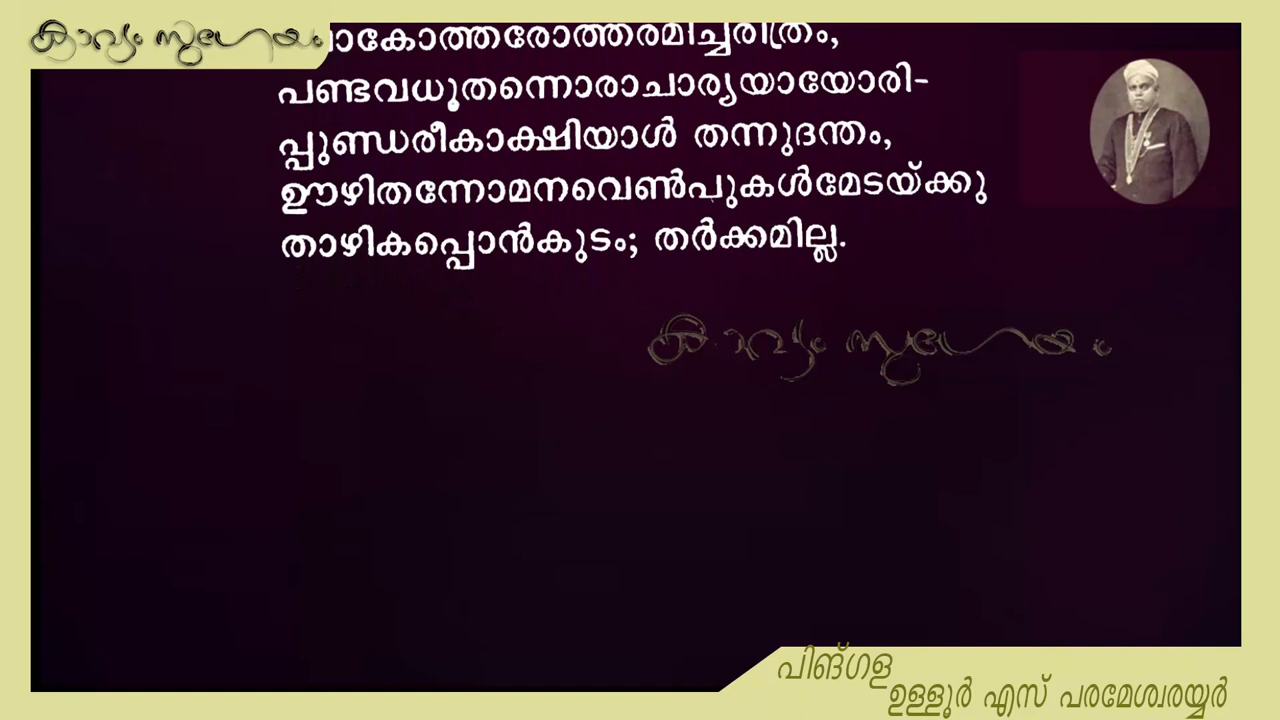 കാവ്യം സുഗേയം
പണ്ടവധൂതന്നൊരാചാര്യയായോരി-
പ്പുണ്ഡരീകാക്ഷിയാൾ തന്നുദന്തം,
ഊഴിതന്നോമനവെൺപുകൾമേടയ്ക്കു
താഴികപ്പൊൻകുടം; തർക്കമില്ല.
കാവ്യം സുഗേയം
പിങ്ഗള
ഉള്ളൂർ എസ് പരമേശ്വരയ്യർ